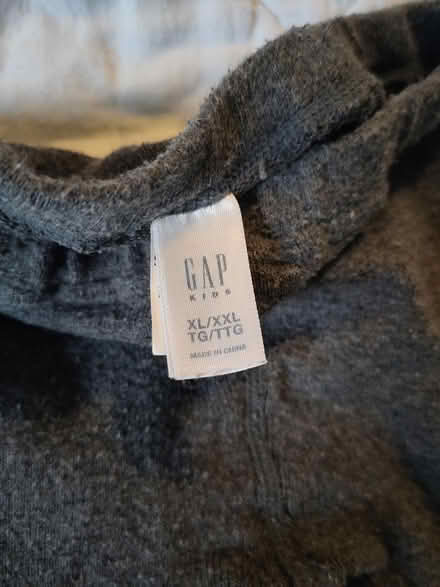 GAP
KIDS
XL/XXL
TG/TTG
MADE IN CHINA